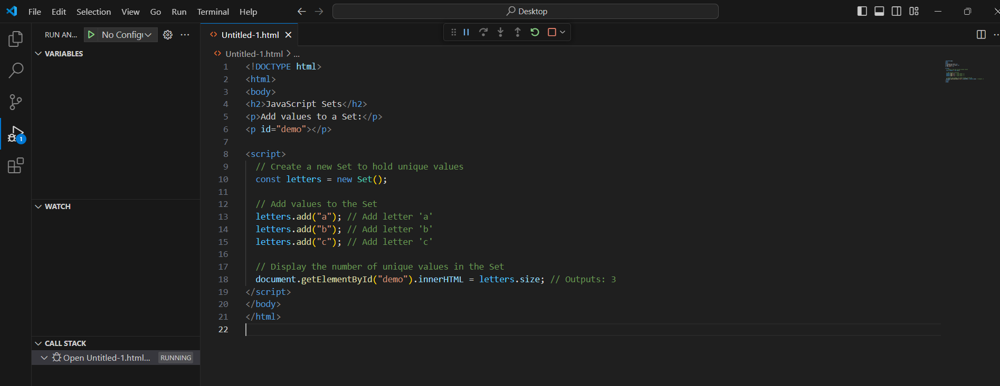 File Edit Selection View Go Run Terminal Help
Desktop
RUN AN...
No Config
Untitled-1.html
VARIABLES
Untitled-1.html > ...
1 <!DOCTYPE html>
2 <html>
3 <body>
4 <h2>JavaScript Sets</h2>
5 <p>Add values to a Set:</p>
6 <p id="demo"></p>
7
8 <script>
9 // Create a new Set to hold unique values
10 const letters = new Set();
11
12 // Add values to the Set
13 letters.add("a"); // Add letter 'a'
14 letters.add("b"); // Add letter 'b'
15 letters.add("c"); // Add letter 'c'
16
17 // Display the number of unique values in the Set
18 document.getElementById("demo").innerHTML = letters.size; // Outputs: 3
19 </script>
20 </body>
21 </html>
22
1
WATCH
CALL STACK
Open Untitled-1.html... RUNNING